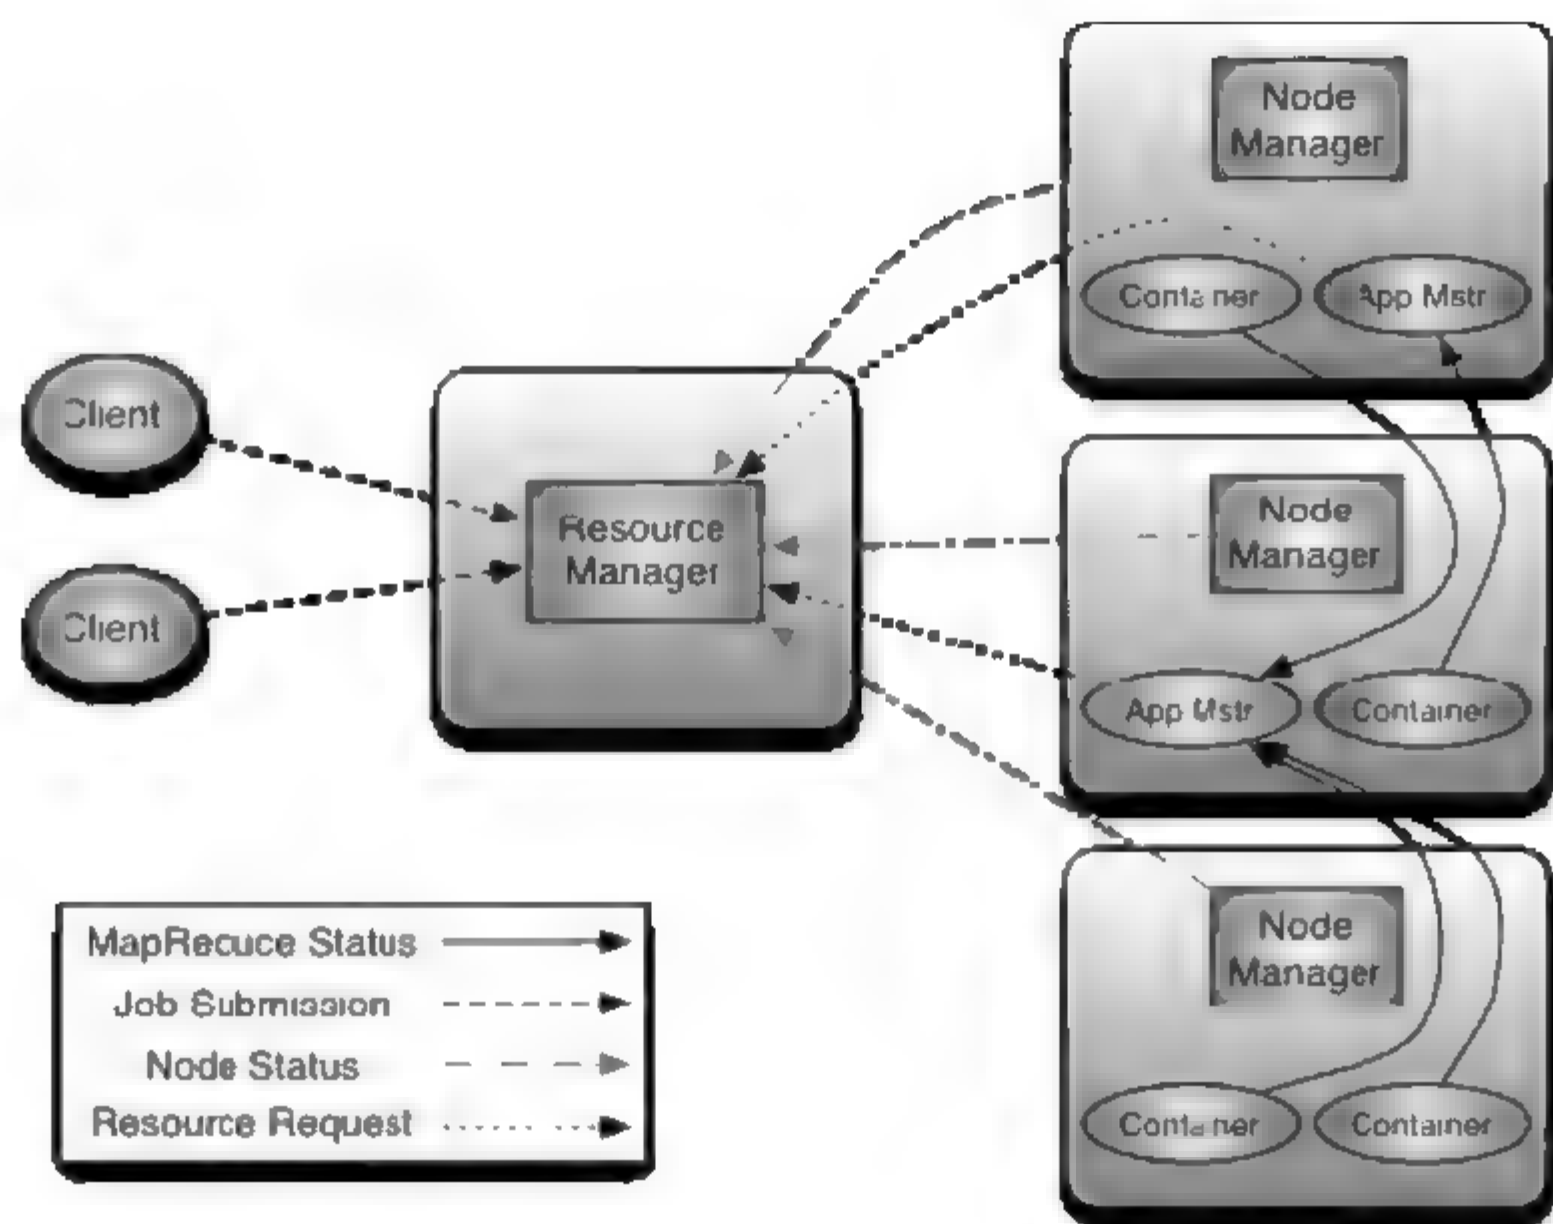 Node
Manager
Container
App Mstr
Client
Client
Resource
Manager
Node
Manager
App Mstr
Container
Node
Manager
Container
Container
MapReduce Status
Job Submission
Node Status
Resource Request